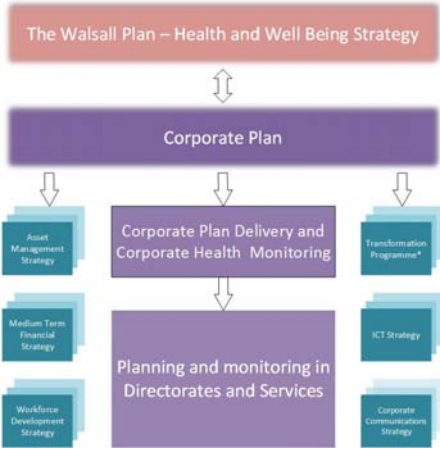 The Walsall Plan – Health and Well Being Strategy
Corporate Plan
Asset
Management
Strategy
Corporate Plan Delivery and
Corporate Health Monitoring
Transformation
Programme*
Medium Term
Financial
Strategy
Planning and monitoring in
Directorates and Services
ICT Strategy
Workforce
Development
Strategy
Corporate
Communications
Strategy